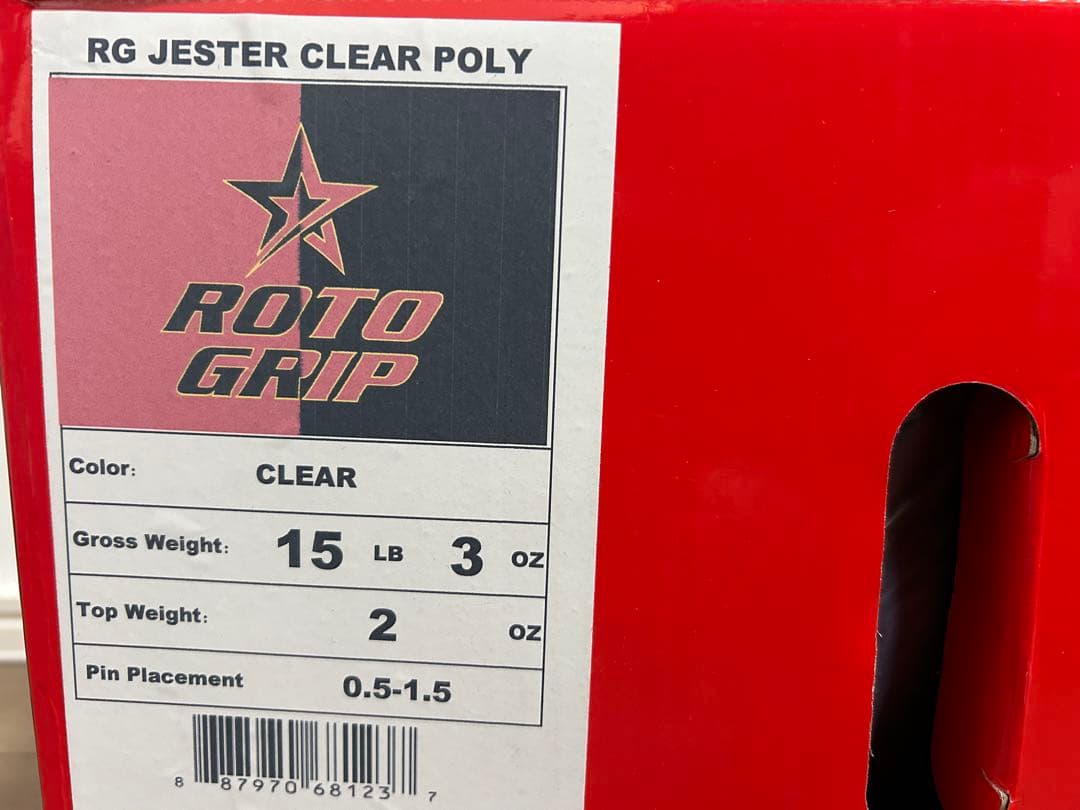 RG JESTER CLEAR POLY
ROTO
GRIP
Color: CLEAR
Gross Weight: 15 LB 3 OZ
Top Weight: 2 OZ
Pin Placement 0.5-1.5
8 87970 68123 7